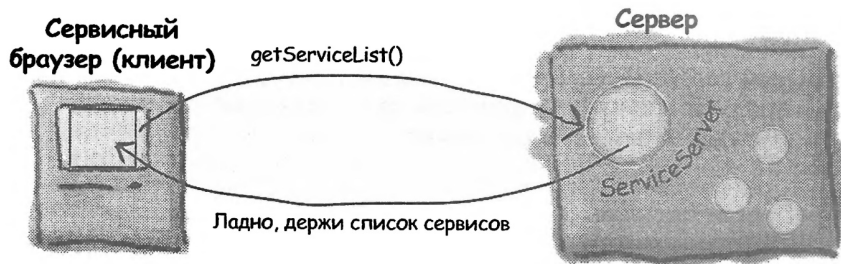 Сервисный
браузер (клиент)
Сервер
getServiceList()
ServiceServer
Ладно, держи список сервисов